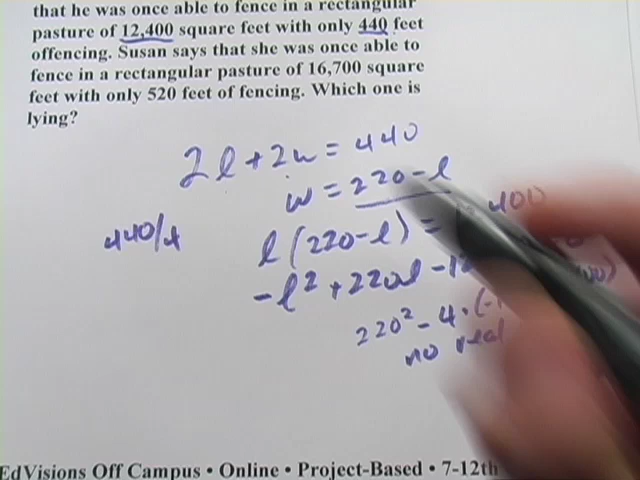 that he was once able to fence in a rectangular
pasture of 12,400 square feet with only 440 feet
offencing. Susan says that she was once able to
fence in a rectangular pasture of 16,700 square
feet with only 520 feet of fencing. Which one is
lying?
2l + 2w = 440
w = 220 - l
440/4
l (220 - l) = 400
-l² + 220l - 12
220² - 4 · (-1
no real
EdVisions Off Campus • Online • Project-Based • 7-12th